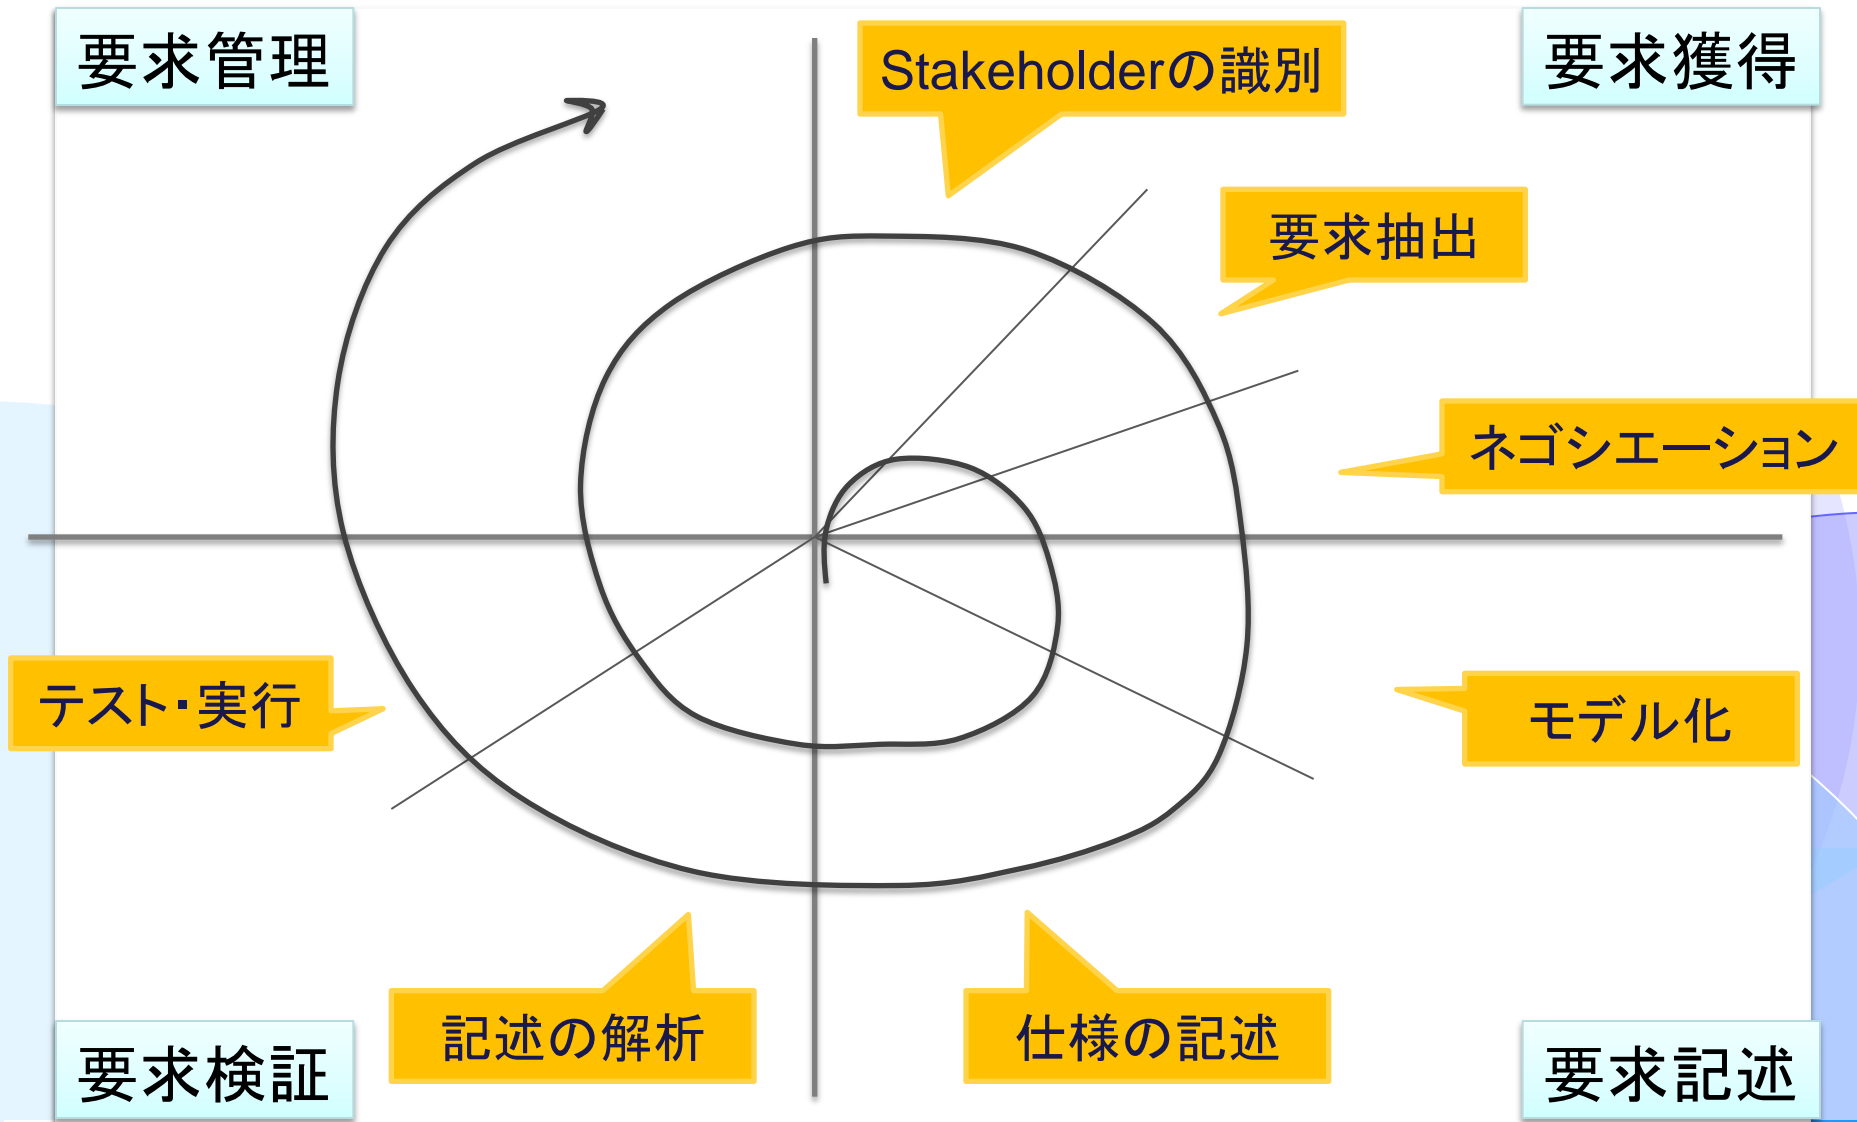 要求管理
Stakeholderの識別
要求獲得
要求抽出
ネゴシエーション
テスト・実行
モデル化
記述の解析
仕様の記述
要求検証
要求記述